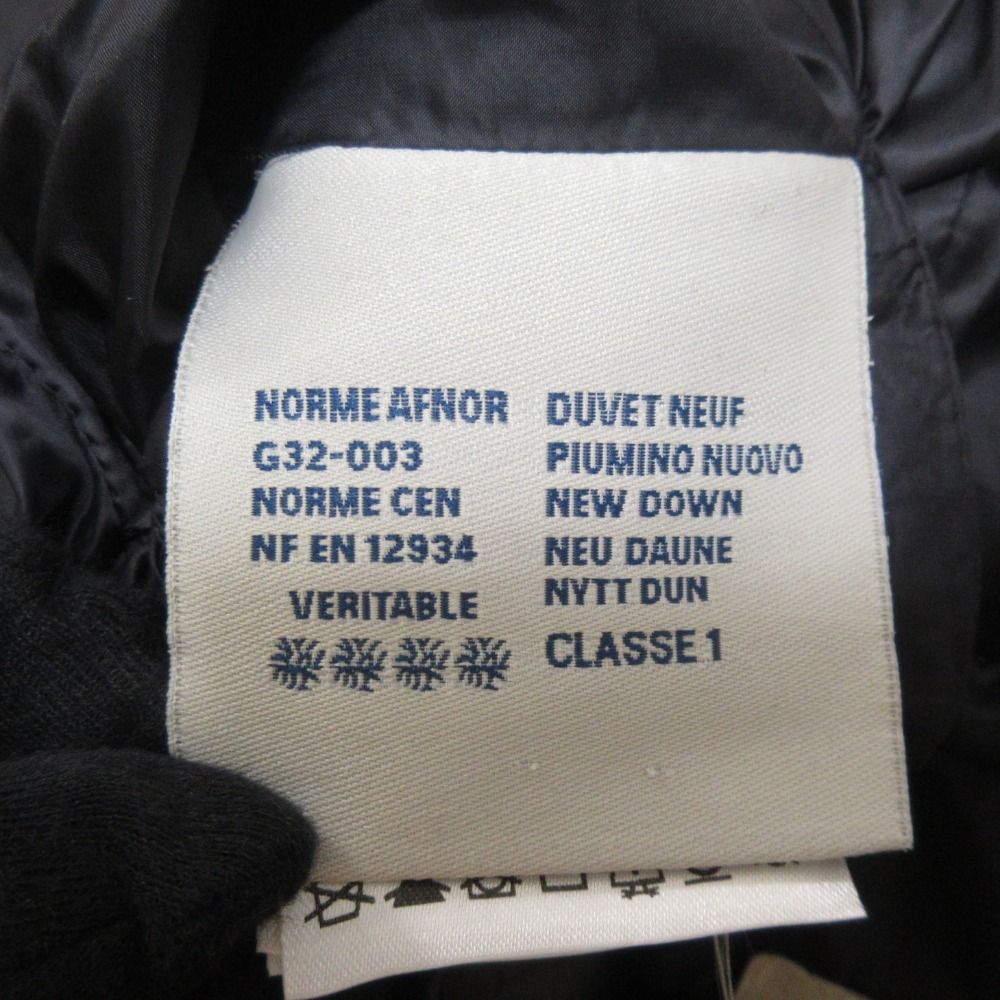 NORME AFNOR
G32-003
NORME CEN
NF EN 12934
VERITABLE
DUVET NEUF
PIUMINO NUOVO
NEW DOWN
NEU DAUNE
NYTT DUN
CLASSE 1